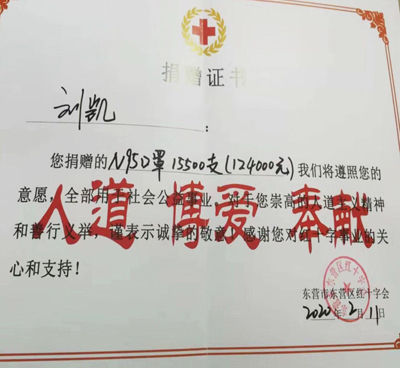 捐赠证书
刘凯：
您捐赠的N95口罩15500支(124000元)我们将遵照您的
意愿，全部用于社会公益事业，对于您崇高的人道主义精神
人道 博爱 奉献
和善行义举，谨表示诚挚的敬意！感谢您对红十字事业的关
心和支持！
东营市东营区红十字会
2020年2月11日